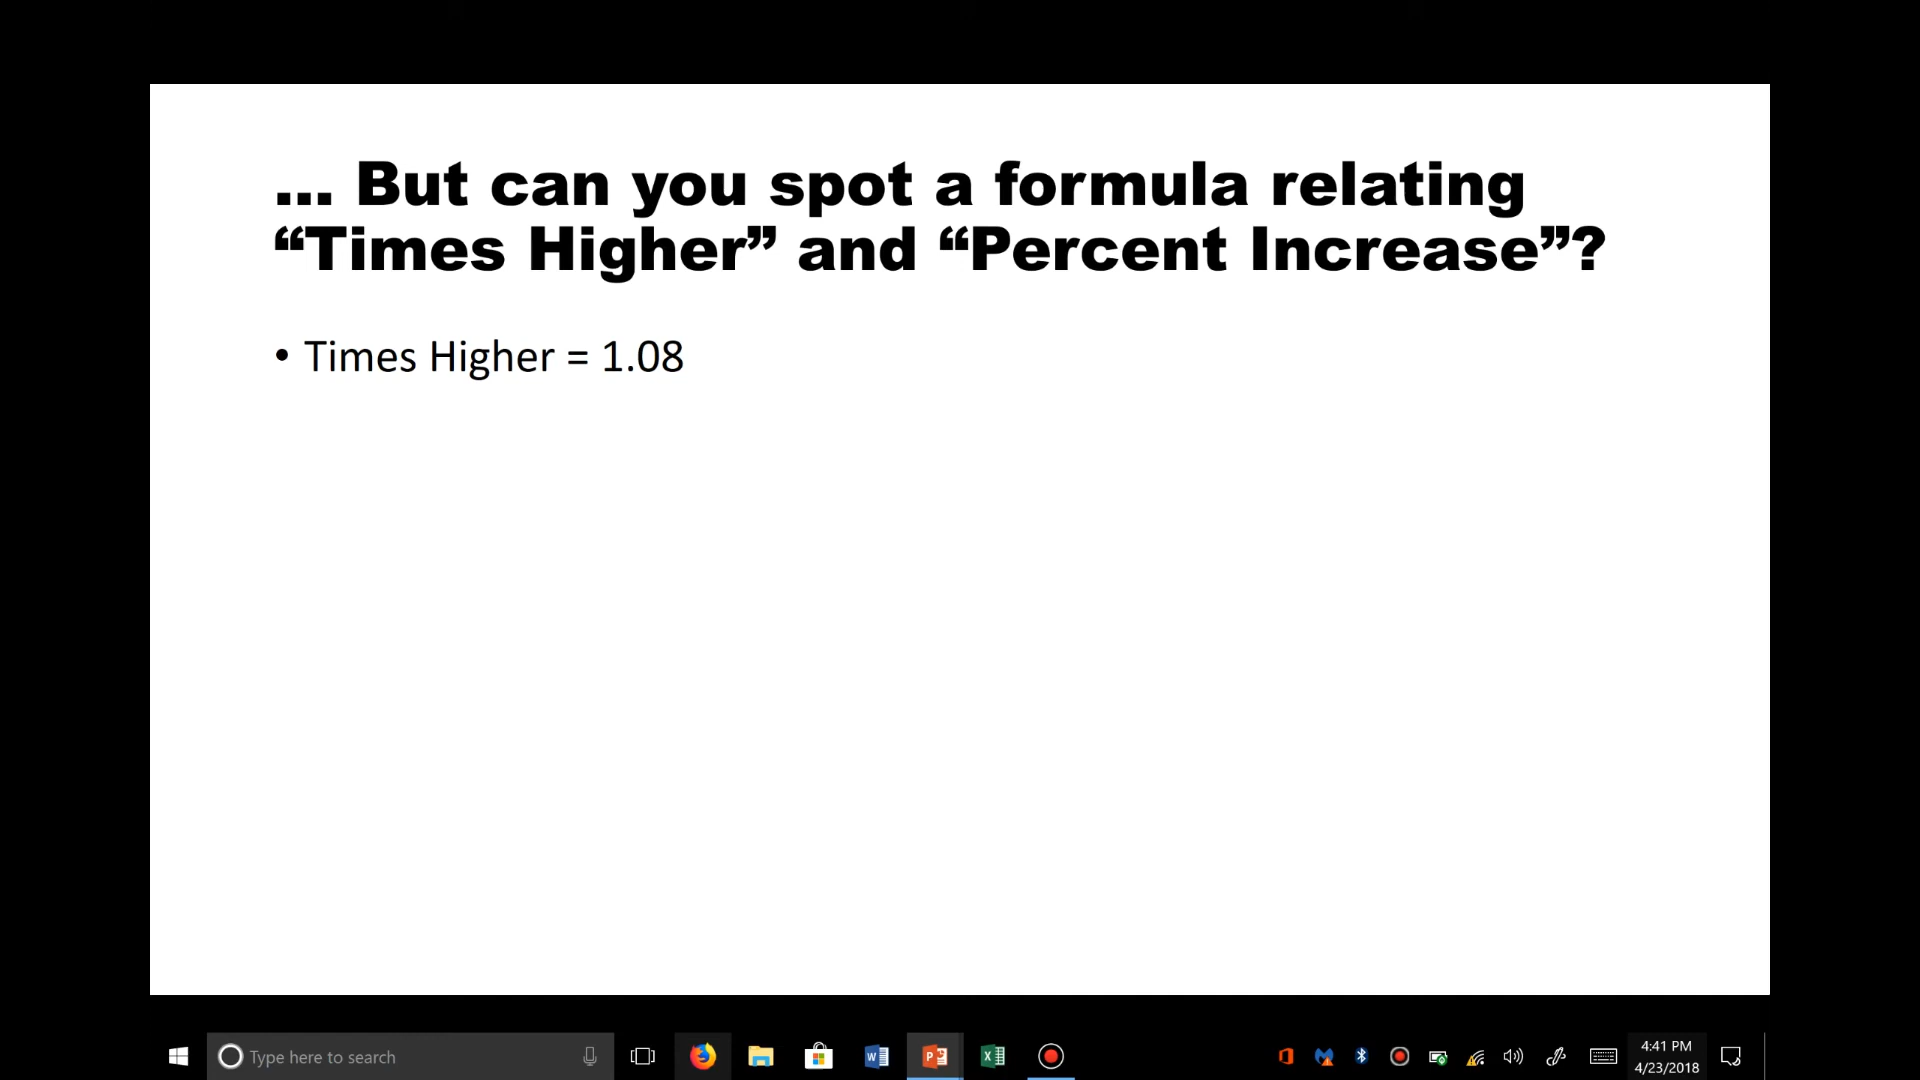 ... But can you spot a formula relating
“Times Higher” and “Percent Increase”?
• Times Higher = 1.08
Type here to search
4:41 PM
4/23/2018